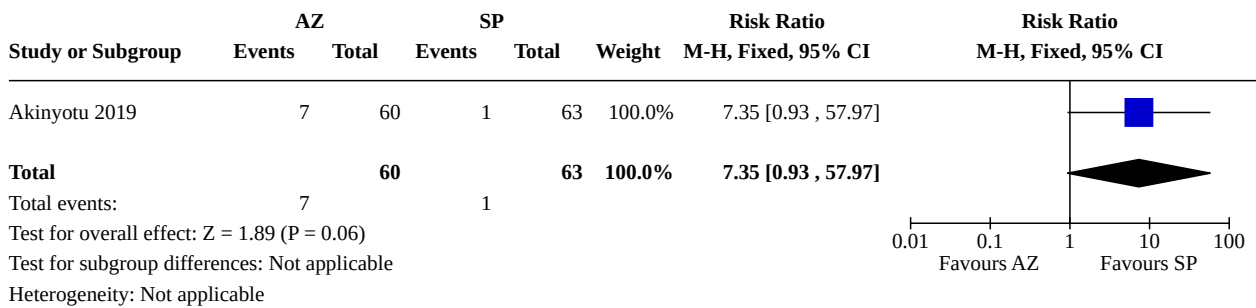 AZ SP Risk Ratio Risk Ratio
Study or Subgroup Events Total Events Total Weight M-H, Fixed, 95% CI M-H, Fixed, 95% CI
Akinyotu 2019 7 60 1 63 100.0% 7.35 [0.93 , 57.97]
Total 60 63 100.0% 7.35 [0.93 , 57.97]
Total events: 7 1
Test for overall effect: Z = 1.89 (P = 0.06)
0.01 0.1 1 10 100
Test for subgroup differences: Not applicable
Favours AZ Favours SP
Heterogeneity: Not applicable